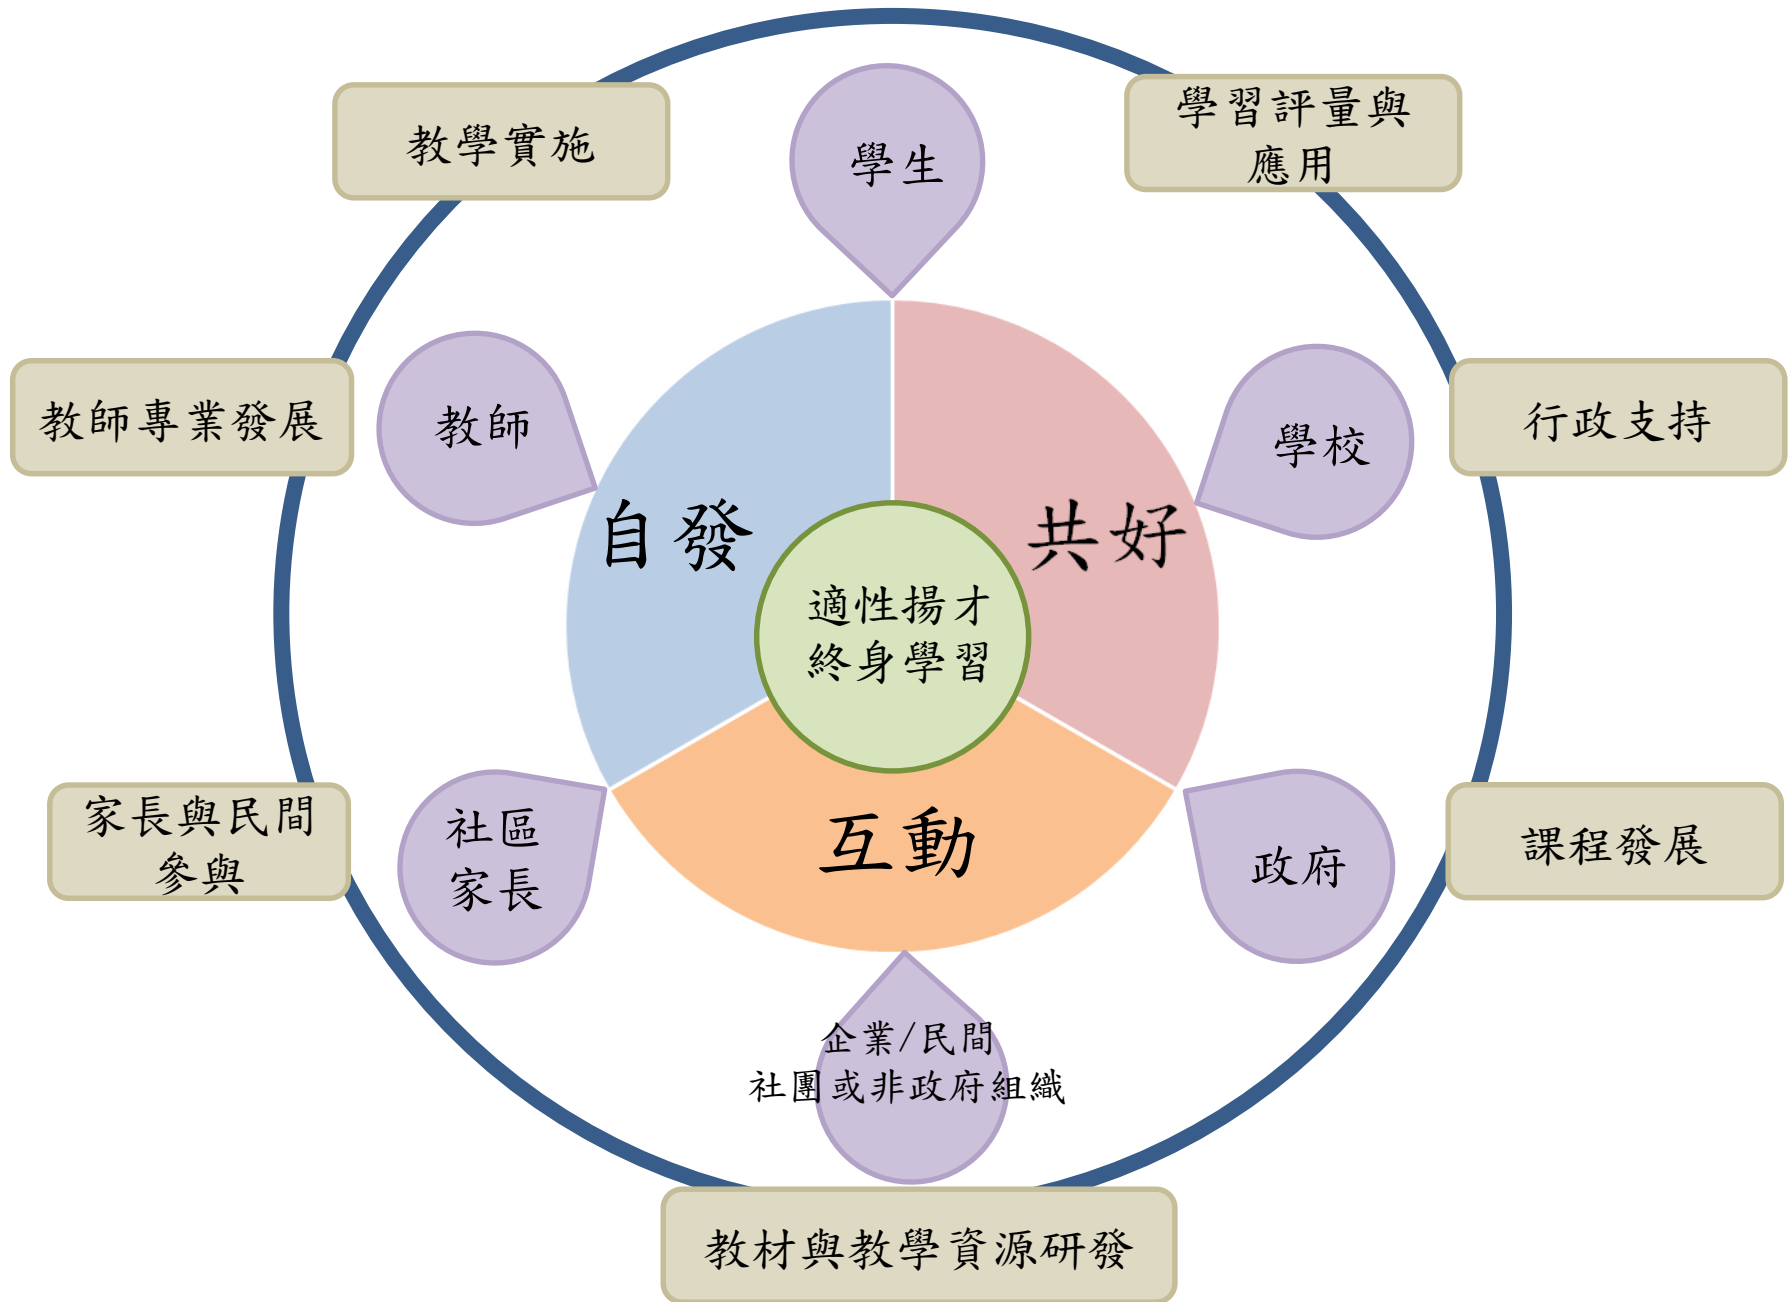 教學實施
學習評量與
應用
學生
教師專業發展
教師
學校
行政支持
自發
共好
適性揚才
終身學習
家長與民間
參與
社區
家長
互動
政府
課程發展
企業/民間
社團或非政府組織
教材與教學資源研發